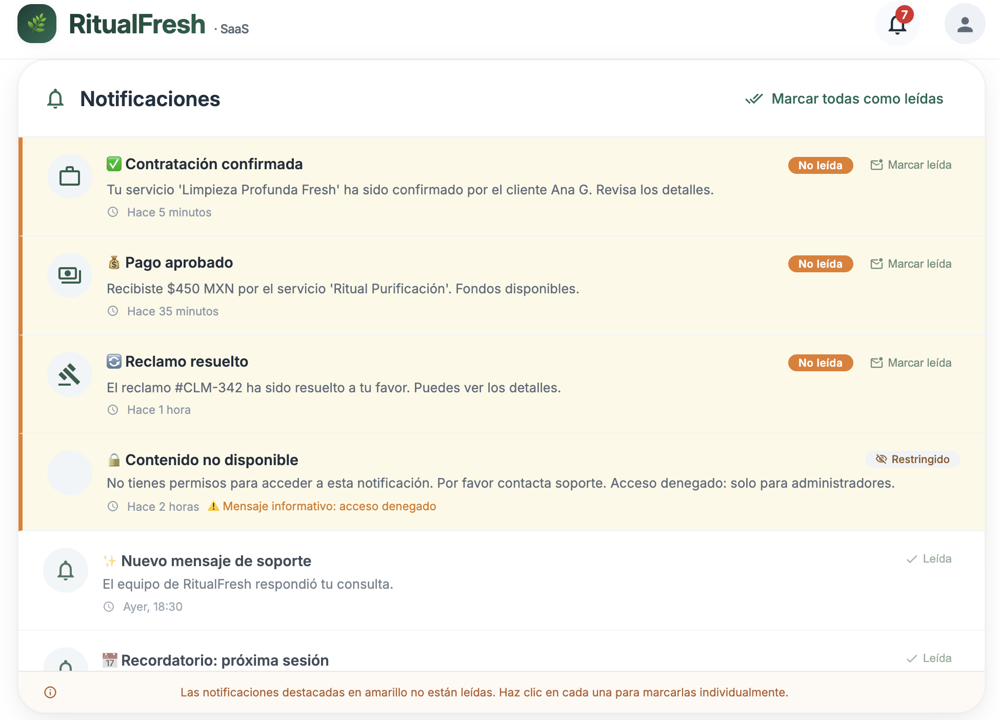 RitualFresh · SaaS
7
Notificaciones
Marcar todas como leídas
✅ Contratación confirmada
No leída
Marcar leída
Tu servicio 'Limpieza Profunda Fresh' ha sido confirmado por el cliente Ana G. Revisa los detalles.
Hace 5 minutos
💰 Pago aprobado
No leída
Marcar leída
Recibiste $450 MXN por el servicio 'Ritual Purificación'. Fondos disponibles.
Hace 35 minutos
🔄 Reclamo resuelto
No leída
Marcar leída
El reclamo #CLM-342 ha sido resuelto a tu favor. Puedes ver los detalles.
Hace 1 hora
🔒 Contenido no disponible
Restringido
No tienes permisos para acceder a esta notificación. Por favor contacta soporte. Acceso denegado: solo para administradores.
Hace 2 horas ⚠️ Mensaje informativo: acceso denegado
✨ Nuevo mensaje de soporte
Leída
El equipo de RitualFresh respondió tu consulta.
Ayer, 18:30
📅 Recordatorio: próxima sesión
Leída
Las notificaciones destacadas en amarillo no están leídas. Haz clic en cada una para marcarlas individualmente.